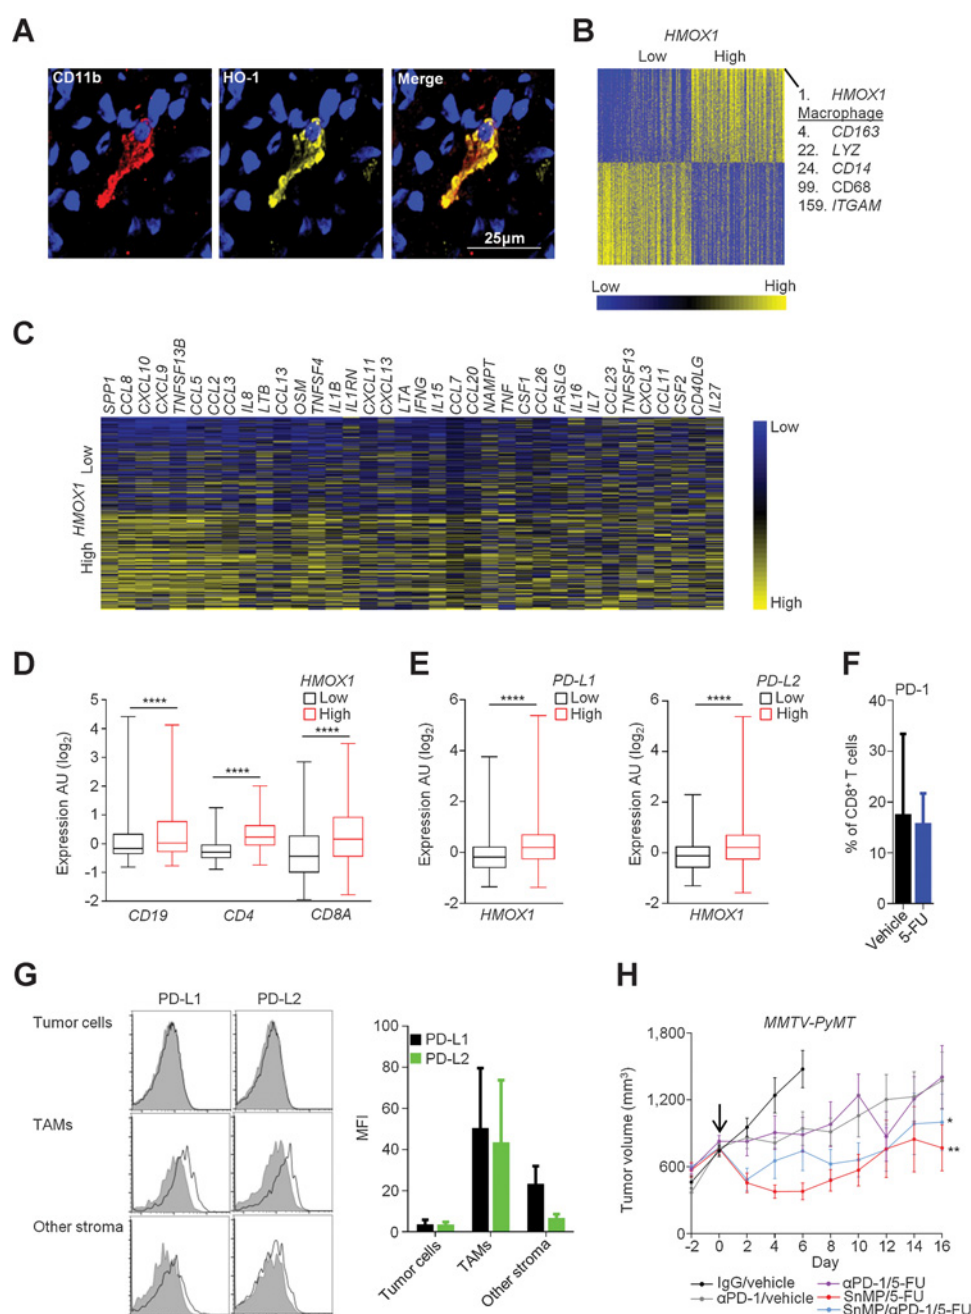 A
CD11b
HO-1
Merge
25µm
B
HMOX1
Low
High
1. HMOX1
Macrophage
4. CD163
22. LYZ
24. CD14
99. CD68
159. ITGAM
Low
High
C
SPP1
CCL8
CXCL10
CXCL9
TNFSF13B
CCL5
CCL2
CCL3
IL8
LTB
CCL13
OSM
TNFSF4
IL1B
IL1RN
CXCL11
CXCL13
LTA
IFNG
IL15
CCL7
CCL20
NAMPT
TNF
CSF1
CCL26
FASLG
IL16
IL7
CCL23
TNFSF13
CXCL3
CCL11
CSF2
CD40LG
IL27
HMOX1
Low
High
Low
High
D
HMOX1
Low
High
Expression AU (log2)
5
4
3
2
1
0
-1
-2
****
****
****
CD19
CD4
CD8A
E
PD-L1
Low
High
Expression AU (log2)
6
4
2
0
-2
****
HMOX1
PD-L2
Low
High
Expression AU (log2)
6
4
2
0
-2
****
HMOX1
F
PD-1
% of CD8+ T cells
40
30
20
10
0
Vehicle
5-FU
G
PD-L1
PD-L2
Tumor cells
TAMs
Other stroma
MFI
100
80
60
40
20
0
PD-L1
PD-L2
Tumor cells
TAMs
Other stroma
H
MMTV-PyMT
Tumor volume (mm3)
1,800
1,200
600
0
*
**
-2 0 2 4 6 8 10 12 14 16
Day
IgG/vehicle
αPD-1/vehicle
αPD-1/5-FU
SnMP/5-FU
SnMP/αPD-1/5-FU